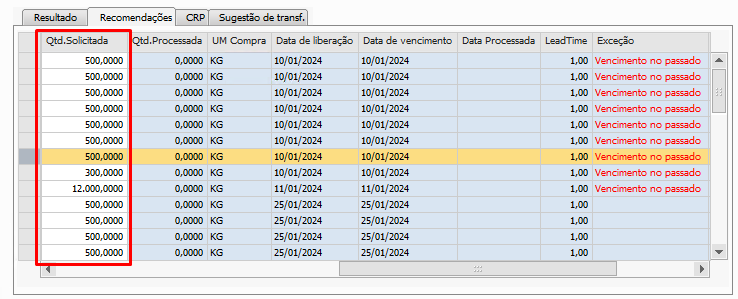 Resultado Recomendações CRP Sugestão de transf.
Qtd.Solicitada Qtd.Processada UM Compra Data de liberação Data de vencimento Data Processada LeadTime Exceção
500,0000 0,0000 KG 10/01/2024 10/01/2024 1,00 Vencimento no passado
500,0000 0,0000 KG 10/01/2024 10/01/2024 1,00 Vencimento no passado
500,0000 0,0000 KG 10/01/2024 10/01/2024 1,00 Vencimento no passado
500,0000 0,0000 KG 10/01/2024 10/01/2024 1,00 Vencimento no passado
500,0000 0,0000 KG 10/01/2024 10/01/2024 1,00 Vencimento no passado
500,0000 0,0000 KG 10/01/2024 10/01/2024 1,00 Vencimento no passado
500,0000 0,0000 KG 10/01/2024 10/01/2024 1,00 Vencimento no passado
300,0000 0,0000 KG 10/01/2024 10/01/2024 1,00 Vencimento no passado
12.000,0000 0,0000 KG 11/01/2024 11/01/2024 1,00 Vencimento no passado
500,0000 0,0000 KG 25/01/2024 25/01/2024 1,00
500,0000 0,0000 KG 25/01/2024 25/01/2024 1,00
500,0000 0,0000 KG 25/01/2024 25/01/2024 1,00
500,0000 0,0000 KG 25/01/2024 25/01/2024 1,00